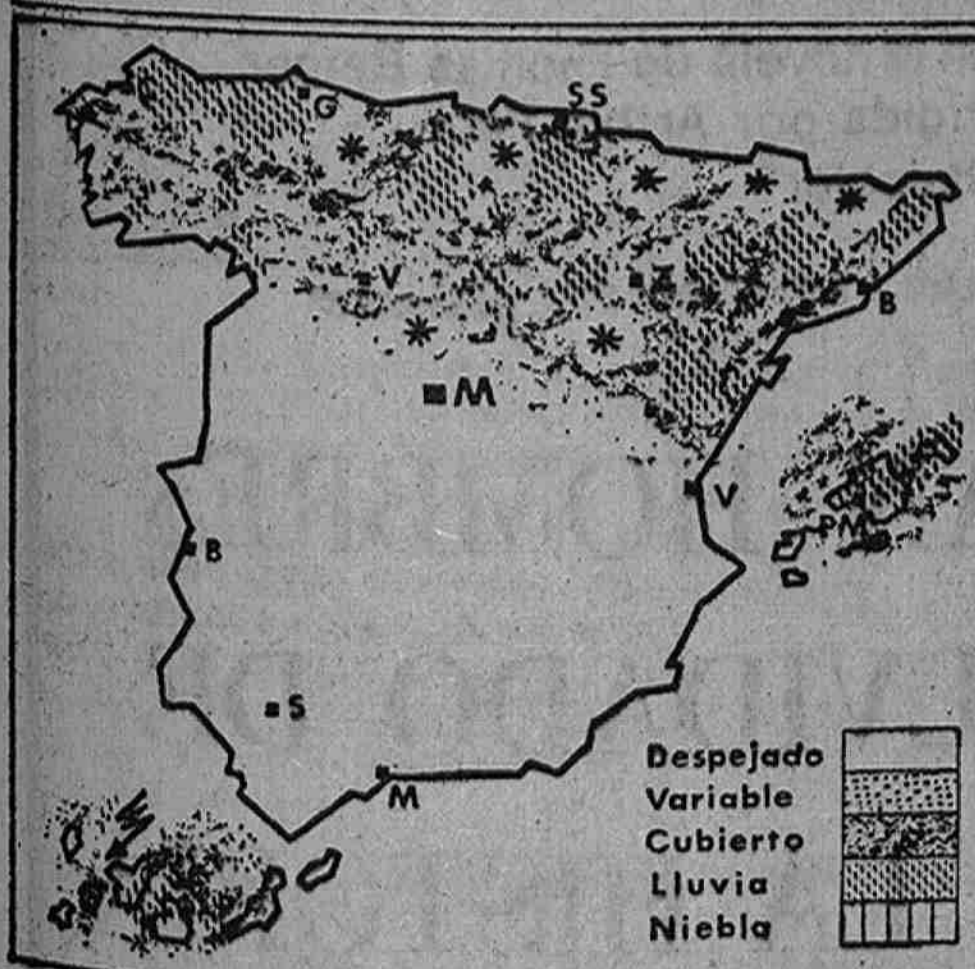 SS
G
V
Z
B
M
V
PM
B
S
M
Despejado
Variable
Cubierto
Lluvia
Niebla